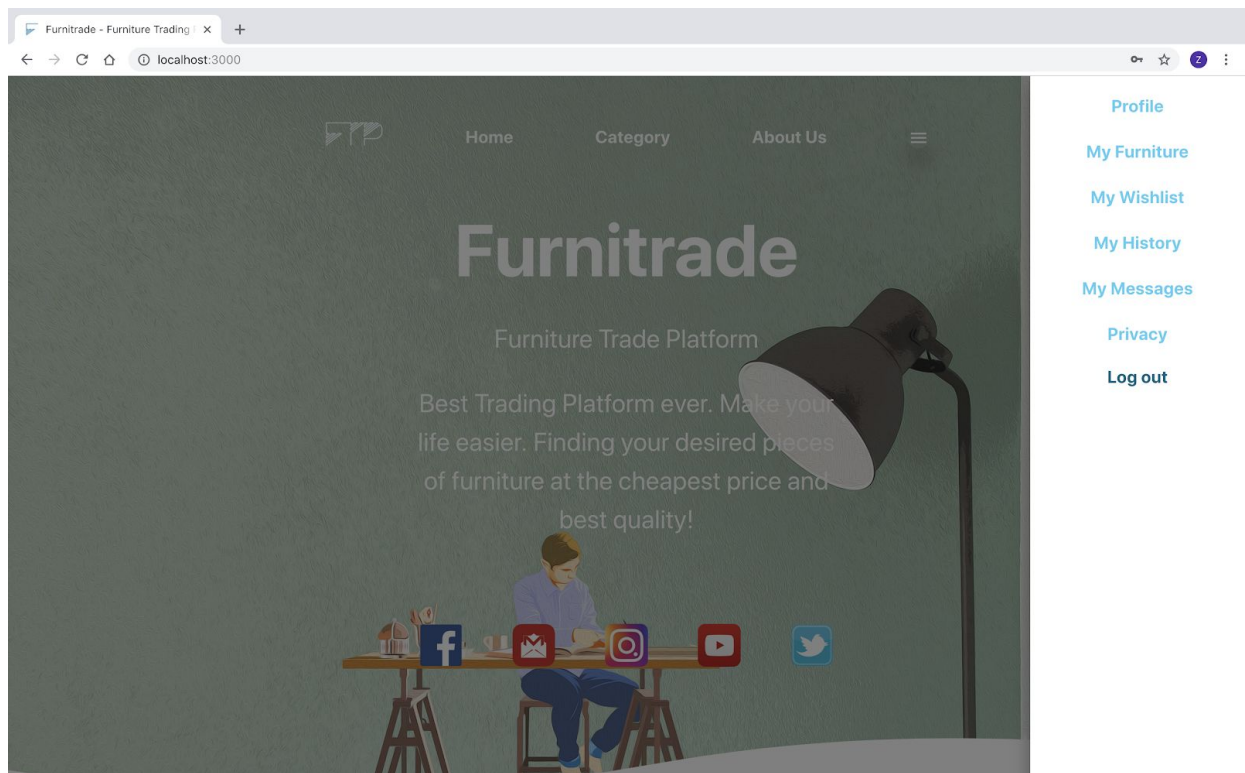 Furnitrade - Furniture Trading
localhost:3000
Z
FTP
Home
Category
About Us
Furnitrade
Furniture Trade Platform
Best Trading Platform ever. Make your
life easier. Finding your desired pieces
of furniture at the cheapest price and
best quality!
Profile
My Furniture
My Wishlist
My History
My Messages
Privacy
Log out